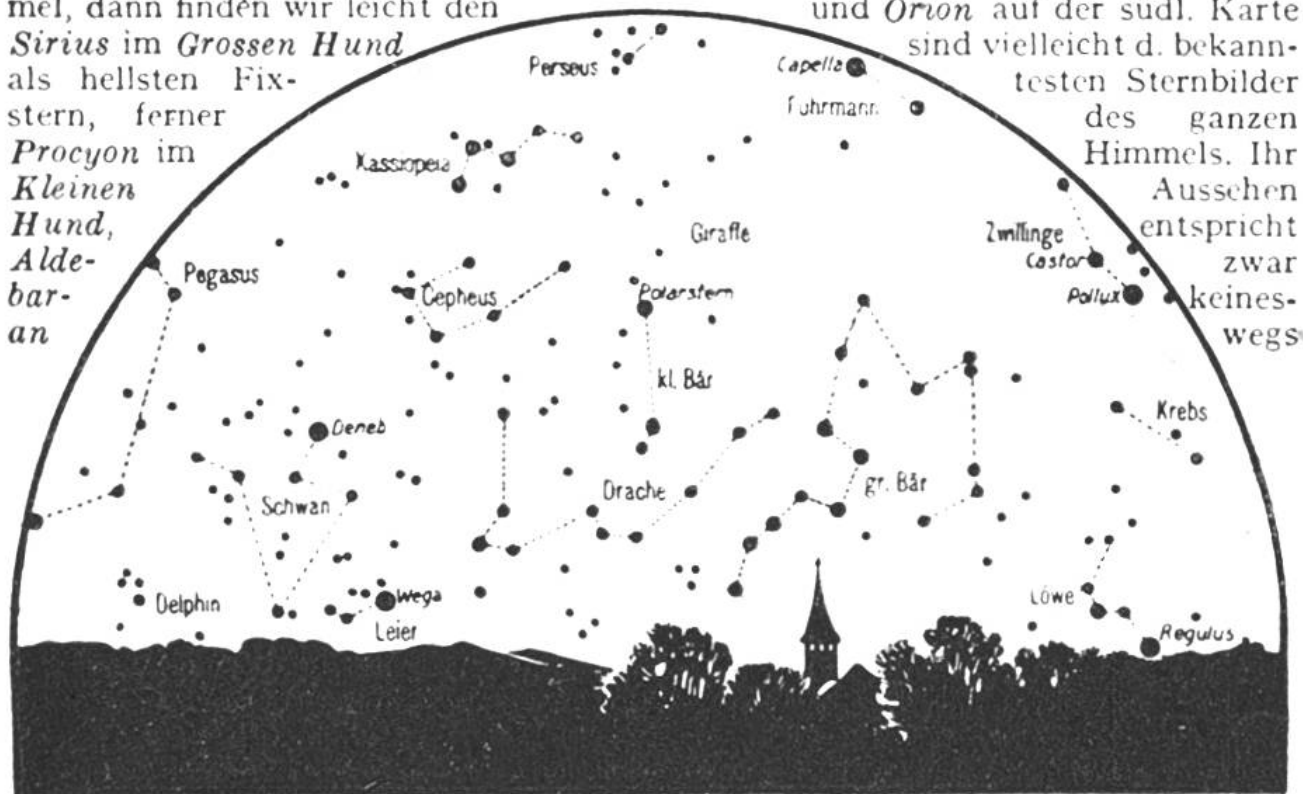 mel, dann finden wir leicht den
Sirius im Grossen Hund
als hellsten Fix-
stern, ferner
Procyon im
Kleinen
Hund,
Alde-
bar-
an
und Orion auf der südl. Karte
sind vielleicht d. bekann-
testen Sternbilder
des ganzen
Himmels. Ihr
Aussehen
entspricht
zwar
keines-
wegs
Perseus
Capella
Fuhrmann
Kassiopeia
Giraffe
Zwillinge
Castor
Pollux
Pegasus
Cepheus
Polarstern
kl. Bär
Krebs
Deneb
Schwan
Drache
gr. Bär
Delphin
Wega
Leier
Löwe
Regulus